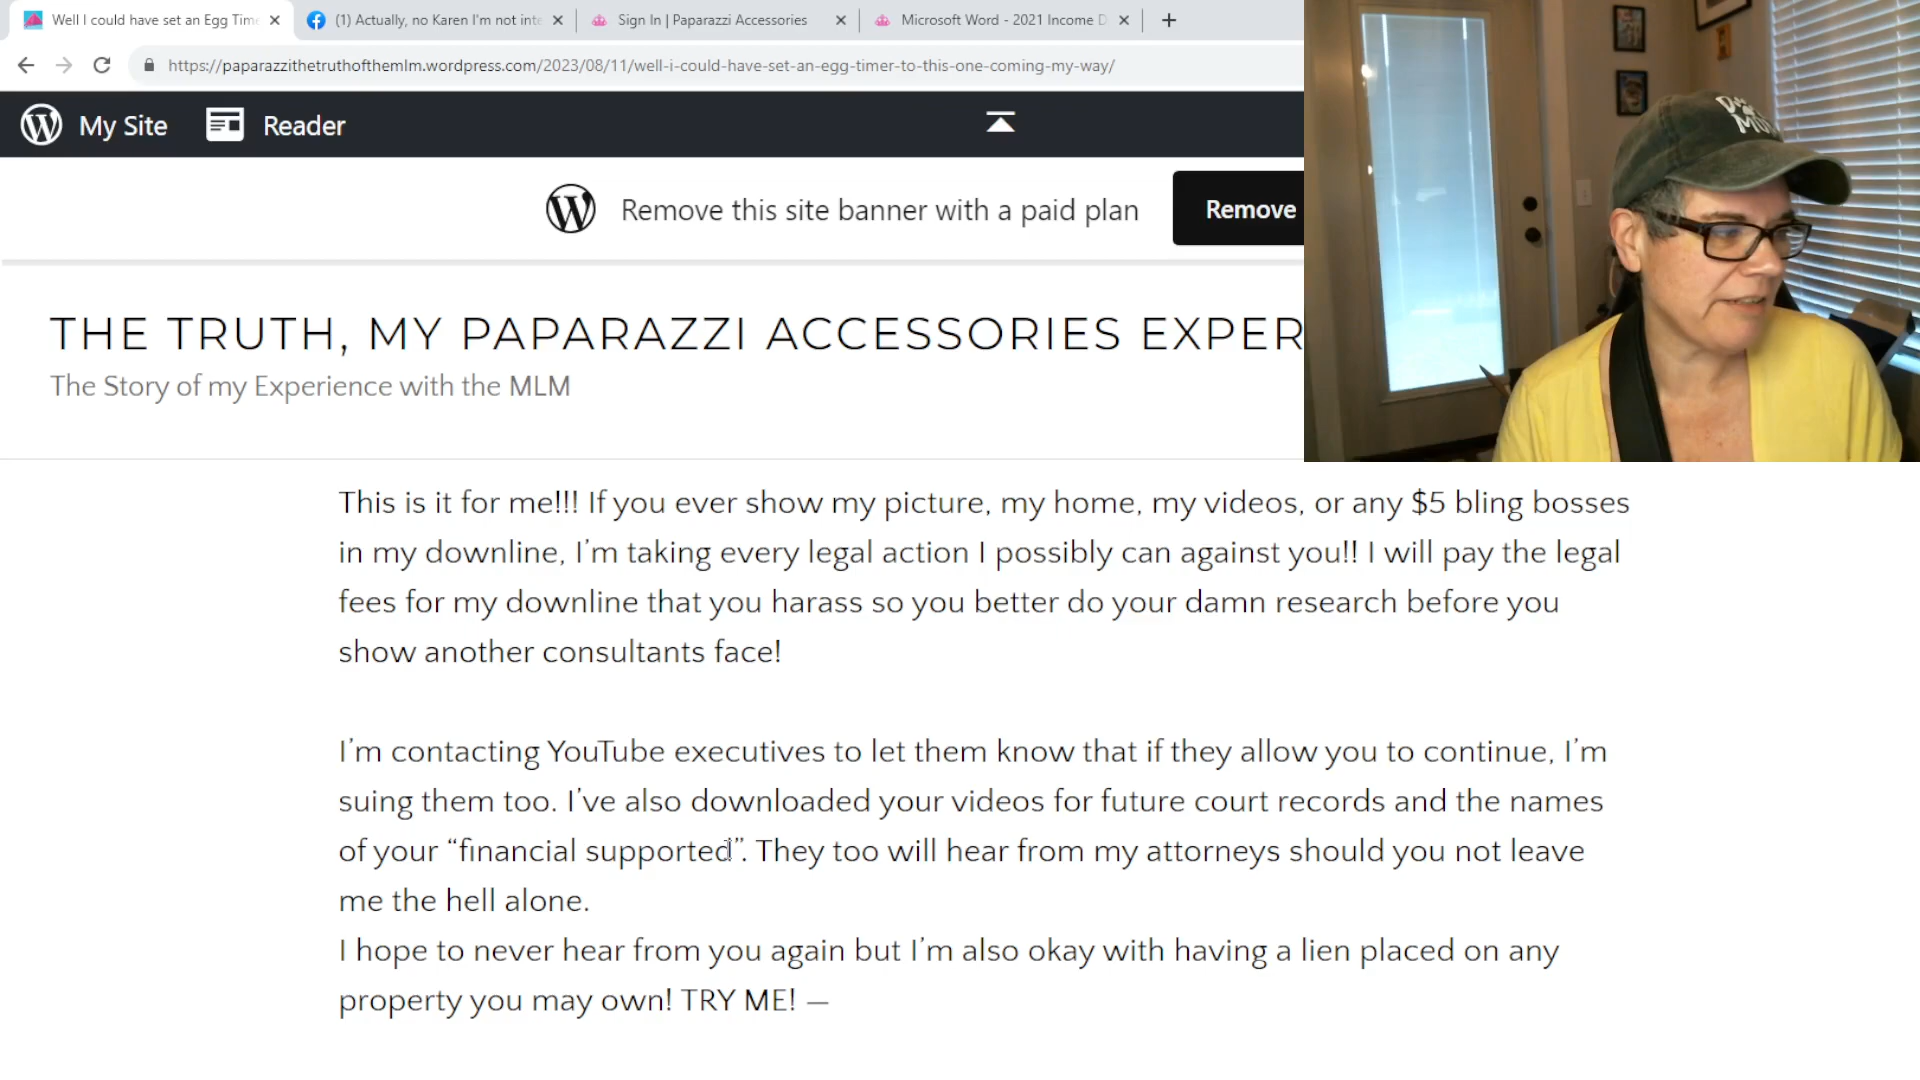 Well I could have set an Egg Time
(1) Actually, no Karen I'm not inte
Sign In | Paparazzi Accessories
Microsoft Word - 2021 Income D
https://paparazzithetruthofthemlm.wordpress.com/2023/08/11/well-i-could-have-set-an-egg-timer-to-this-one-coming-my-way/
My Site
Reader
Remove this site banner with a paid plan
Remove
THE TRUTH, MY PAPARAZZI ACCESSORIES EXPER
The Story of my Experience with the MLM
This is it for me!!! If you ever show my picture, my home, my videos, or any $5 bling bosses
in my downline, I’m taking every legal action I possibly can against you!! I will pay the legal
fees for my downline that you harass so you better do your damn research before you
show another consultants face!
I’m contacting YouTube executives to let them know that if they allow you to continue, I’m
suing them too. I’ve also downloaded your videos for future court records and the names
of your “financial supported”. They too will hear from my attorneys should you not leave
me the hell alone.
I hope to never hear from you again but I’m also okay with having a lien placed on any
property you may own! TRY ME! —